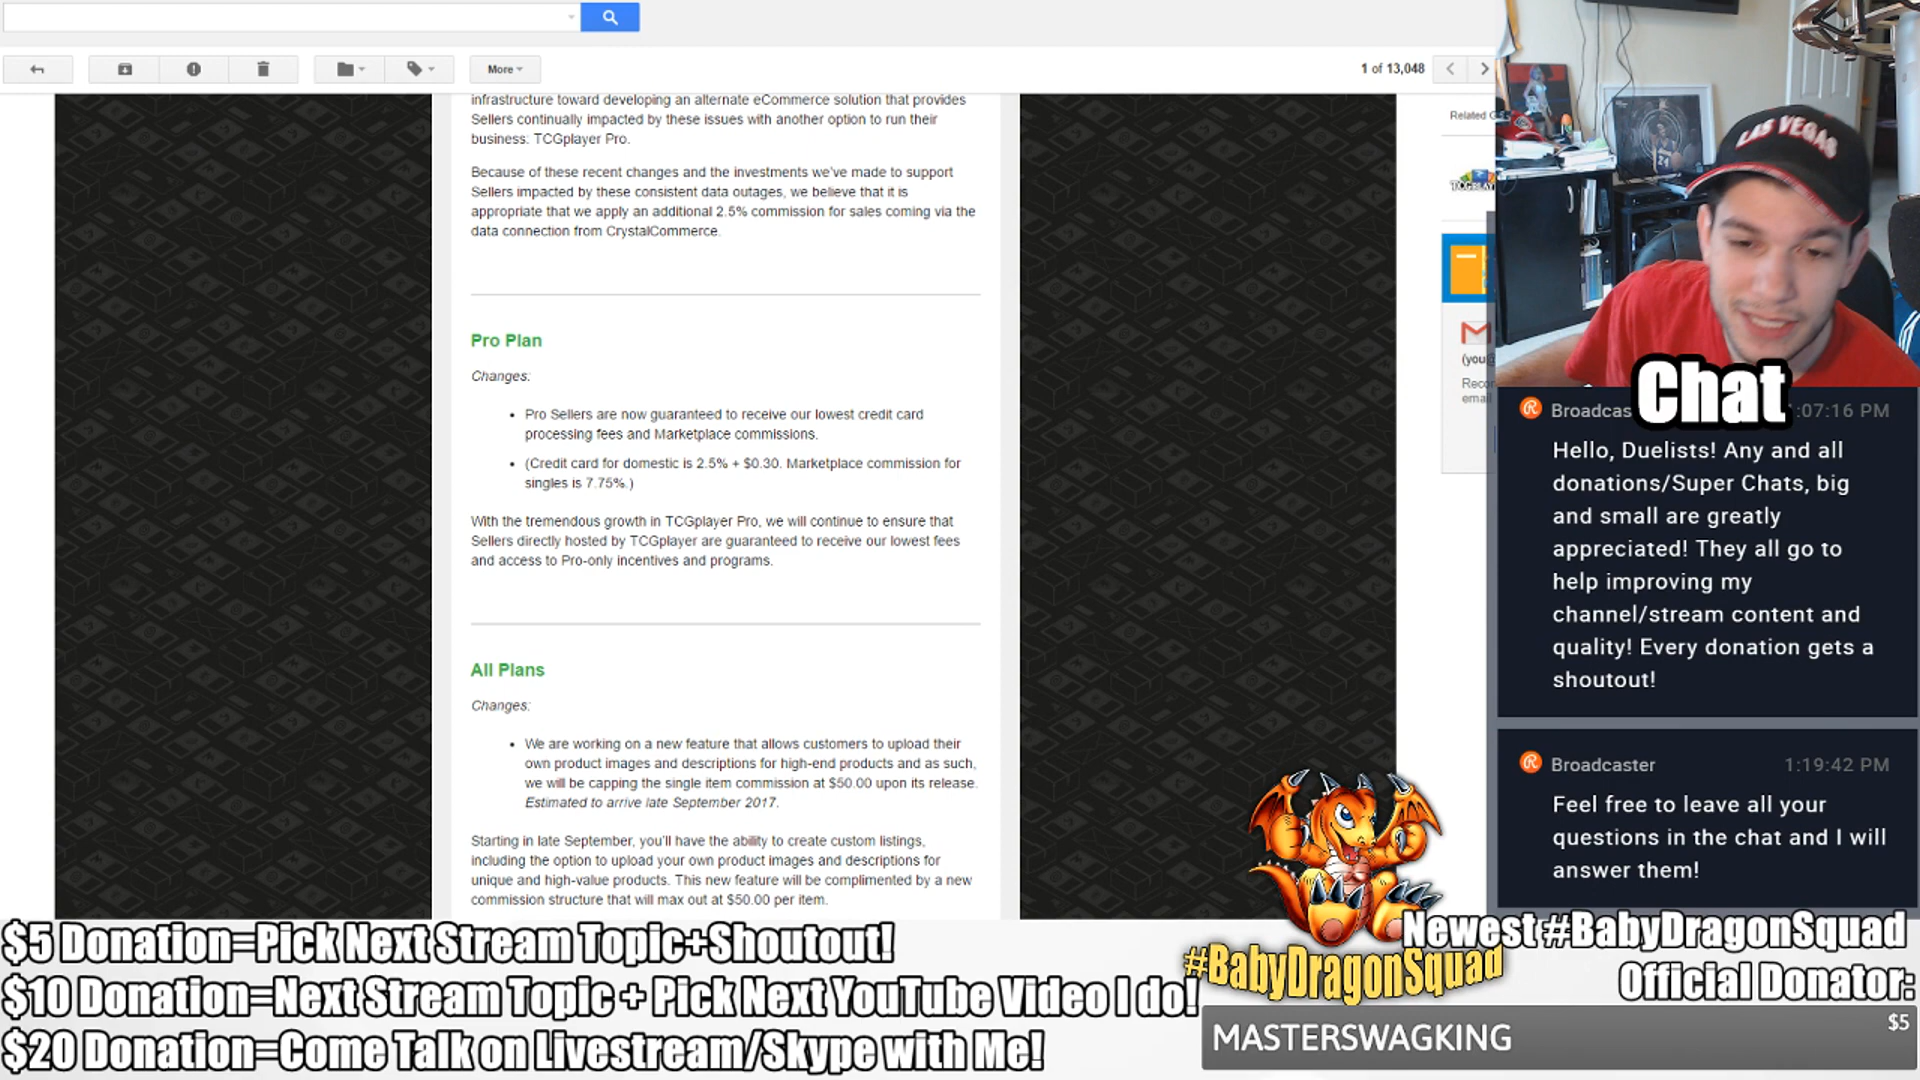 More
1 of 13,048
infrastructure toward developing an alternate eCommerce solution that provides
Sellers continually impacted by these issues with another option to run their
business: TCGplayer Pro.
Because of these recent changes and the investments we've made to support
Sellers impacted by these consistent data outages, we believe that it is
appropriate that we apply an additional 2.5% commission for sales coming via the
data connection from CrystalCommerce.
Pro Plan
Changes:
• Pro Sellers are now guaranteed to receive our lowest credit card
processing fees and Marketplace commissions.
• (Credit card for domestic is 2.5% + $0.30. Marketplace commission for
singles is 7.75%.)
With the tremendous growth in TCGplayer Pro, we will continue to ensure that
Sellers directly hosted by TCGplayer are guaranteed to receive our lowest fees
and access to Pro-only incentives and programs.
All Plans
Changes:
• We are working on a new feature that allows customers to upload their
own product images and descriptions for high-end products and as such,
we will be capping the single item commission at $50.00 upon its release.
Estimated to arrive late September 2017.
Starting in late September, you'll have the ability to create custom listings,
including the option to upload your own product images and descriptions for
unique and high-value products. This new feature will be complimented by a new
commission structure that will max out at $50.00 per item.
Related
(you
email
LAS VEGAS
24
Chat
:07:16 PM
Hello, Duelists! Any and all
donations/Super Chats, big
and small are greatly
appreciated! They all go to
help improving my
channel/stream content and
quality! Every donation gets a
shoutout!
Broadcaster 1:19:42 PM
Feel free to leave all your
questions in the chat and I will
answer them!
$5 Donation=Pick Next Stream Topic+Shoutout!
$10 Donation=Next Stream Topic + Pick Next YouTube Video I do!
$20 Donation=Come Talk on Livestream/Skype with Me!
#BabyDragonSquad
Newest #BabyDragonSquad
Official Donator:
MASTERSWAGKING
$5